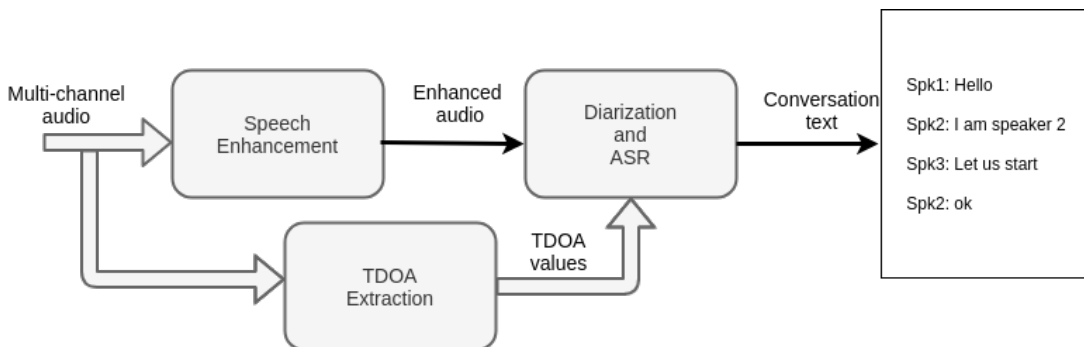 Multi-channel
audio
Speech
Enhancement
Enhanced
audio
Diarization
and
ASR
Conversation
text
Spk1: Hello
Spk2: I am speaker 2
Spk3: Let us start
Spk2: ok
TDOA
Extraction
TDOA
values